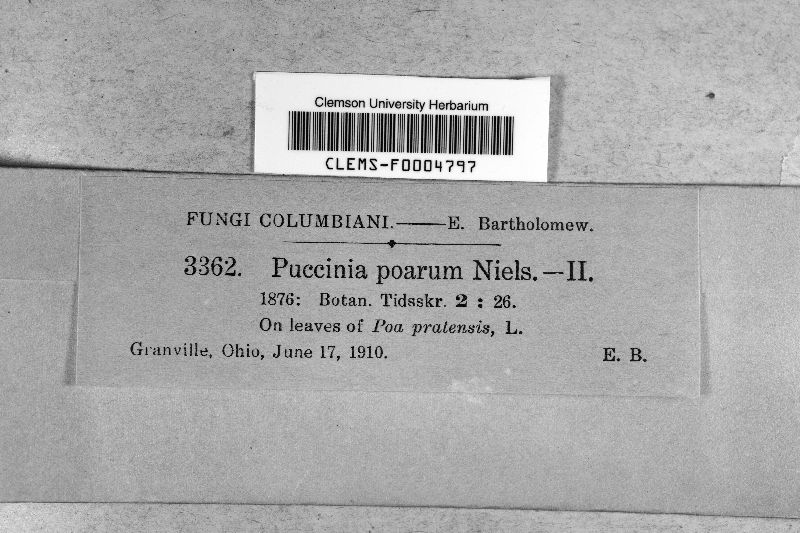 Clemson University Herbarium
CLEMS-F0004797
FUNGI COLUMBIANI.——E. Bartholomew.
3362. Puccinia poarum Niels.—II.
1876: Botan. Tidsskr. 2 : 26.
On leaves of Poa pratensis, L.
Granville, Ohio, June 17, 1910. E. B.